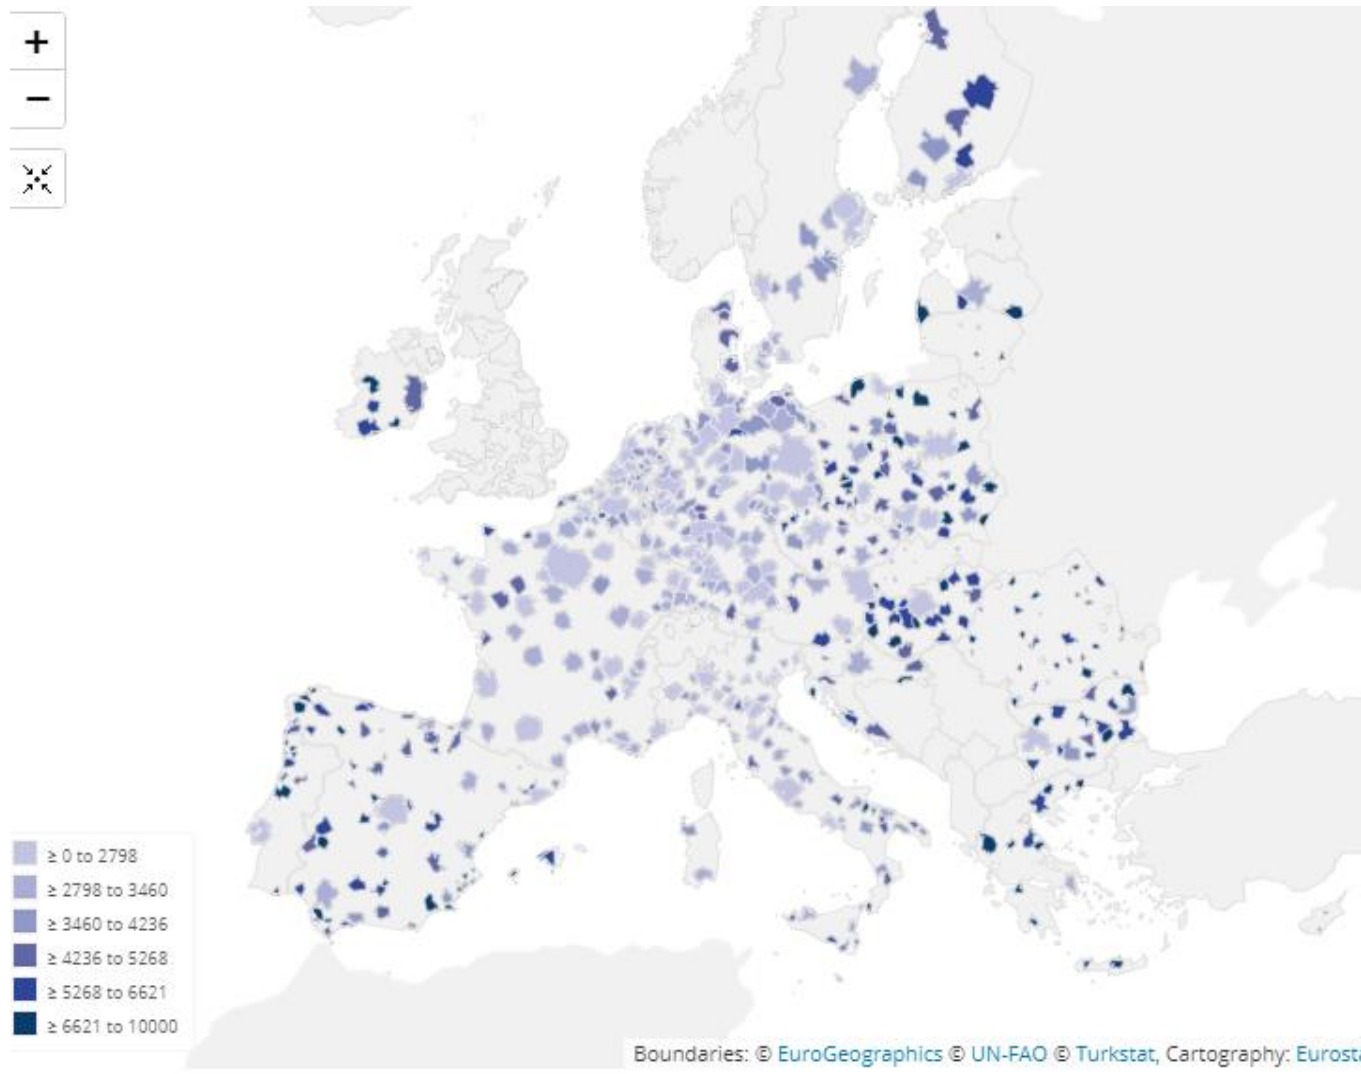 +
−
≥ 0 to 2798
≥ 2798 to 3460
≥ 3460 to 4236
≥ 4236 to 5268
≥ 5268 to 6621
≥ 6621 to 10000
Boundaries: © EuroGeographics © UN-FAO © Turkstat, Cartography: Eurosta